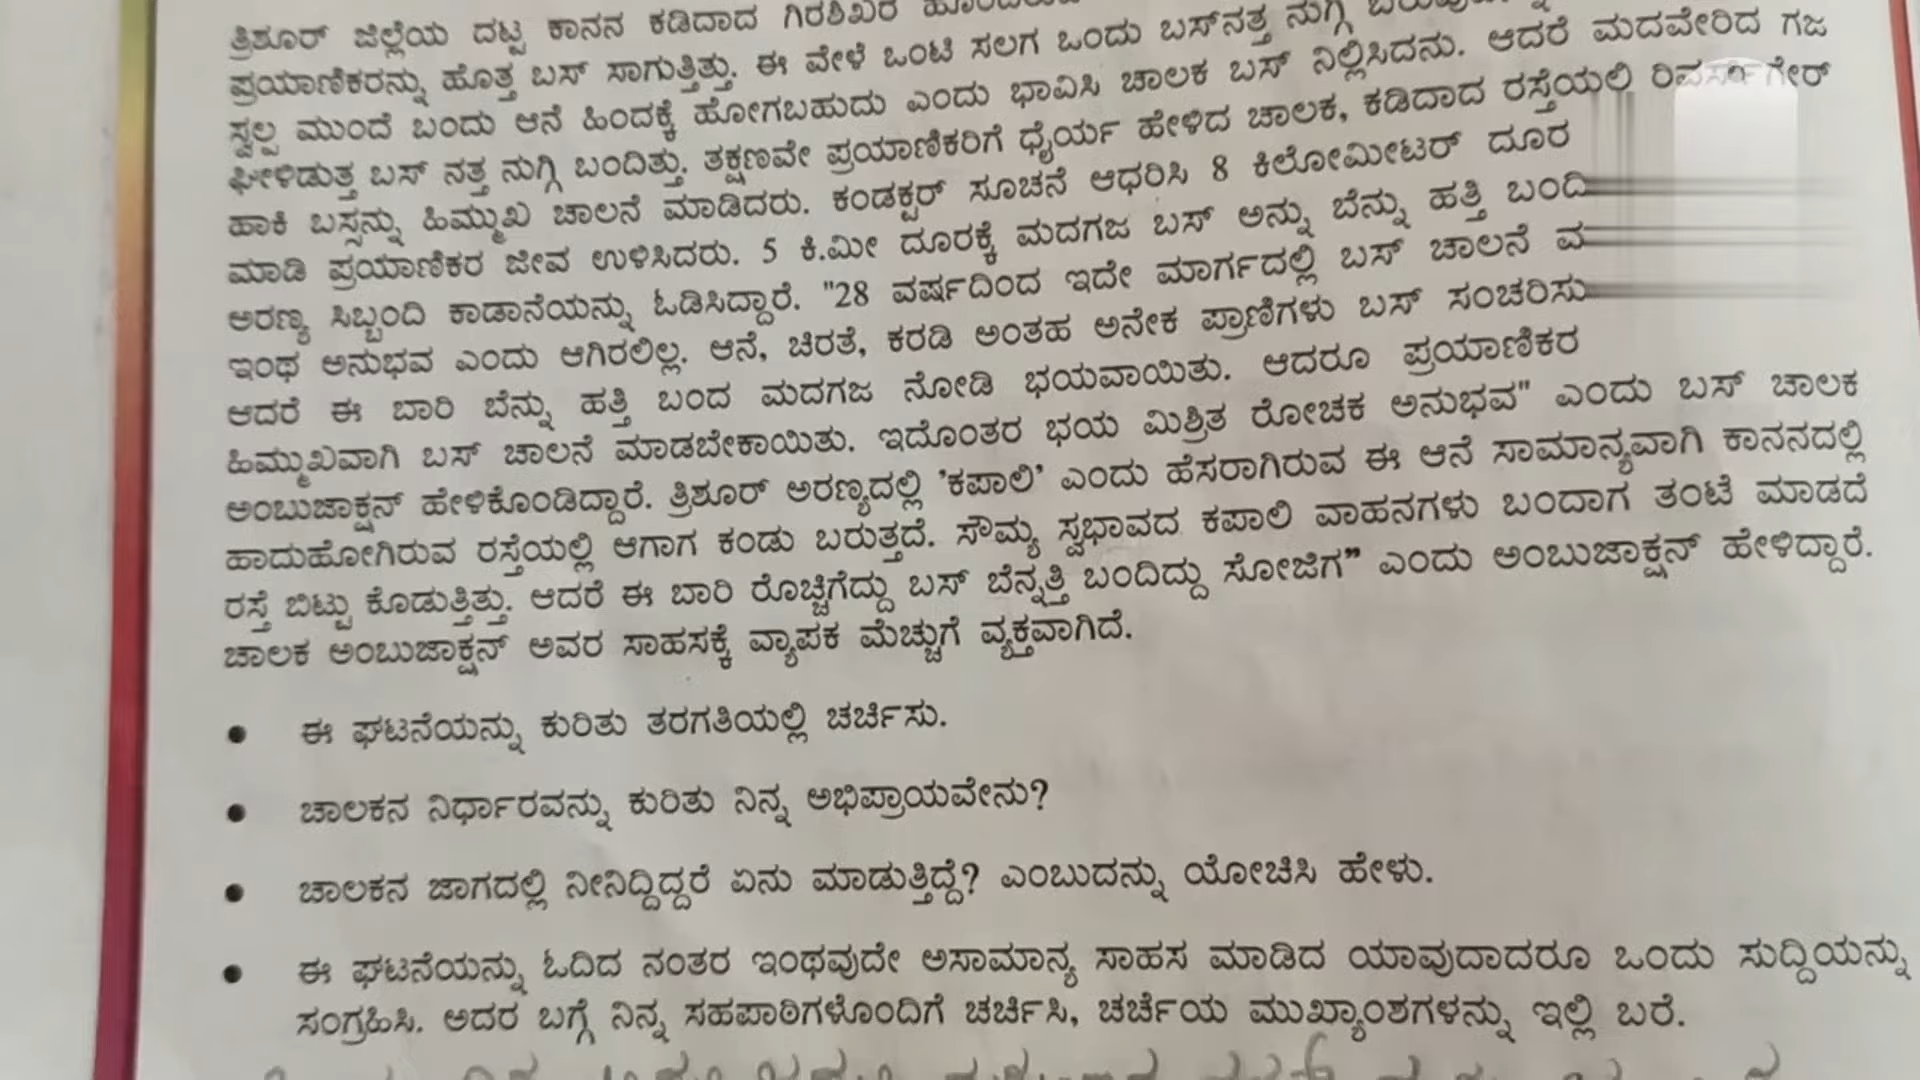 ತ್ರಿಶೂರ್ ಜಿಲ್ಲೆಯ ದಟ್ಟ ಕಾನನ ಕಡಿದಾದ ಗಿರಿಶಿಖರ
ಪ್ರಯಾಣಿಕರನ್ನು ಹೊತ್ತ ಬಸ್ ಸಾಗುತ್ತಿತ್ತು. ಈ ವೇಳೆ ಒಂಟಿ ಸಲಗ ಒಂದು ಬಸ್‌ನತ್ತ ನುಗ್ಗಿ
ಸ್ವಲ್ಪ ಮುಂದೆ ಬಂದು ಆನೆ ಹಿಂದಕ್ಕೆ ಹೋಗಬಹುದು ಎಂದು ಭಾವಿಸಿ ಚಾಲಕ ಬಸ್ ನಿಲ್ಲಿಸಿದನು. ಆದರೆ ಮದವೇರಿದ ಗಜ
ಘೀಳಿಡುತ್ತ ಬಸ್ ನತ್ತ ನುಗ್ಗಿ ಬಂದಿತ್ತು. ತಕ್ಷಣವೇ ಪ್ರಯಾಣಿಕರಿಗೆ ಧೈರ್ಯ ಹೇಳಿದ ಚಾಲಕ, ಕಡಿದಾದ ರಸ್ತೆಯಲಿ ರಿವರ್ಸ್ ಗೇರ್
ಹಾಕಿ ಬಸ್ಸನ್ನು ಹಿಮ್ಮುಖ ಚಾಲನೆ ಮಾಡಿದರು. ಕಂಡಕ್ಟರ್ ಸೂಚನೆ ಆಧರಿಸಿ 8 ಕಿಲೋಮೀಟರ್ ದೂರ
ಮಾಡಿ ಪ್ರಯಾಣಿಕರ ಜೀವ ಉಳಿಸಿದರು. 5 ಕಿ.ಮೀ ದೂರಕ್ಕೆ ಮದಗಜ ಬಸ್ ಅನ್ನು ಬೆನ್ನು ಹತ್ತಿ ಬಂದಿ
ಅರಣ್ಯ ಸಿಬ್ಬಂದಿ ಕಾಡಾನೆಯನ್ನು ಓಡಿಸಿದ್ದಾರೆ. "28 ವರ್ಷದಿಂದ ಇದೇ ಮಾರ್ಗದಲ್ಲಿ ಬಸ್ ಚಾಲನೆ ಮ
ಇಂಥ ಅನುಭವ ಎಂದು ಆಗಿರಲಿಲ್ಲ. ಆನೆ, ಚಿರತೆ, ಕರಡಿ ಅಂತಹ ಅನೇಕ ಪ್ರಾಣಿಗಳು ಬಸ್ ಸಂಚರಿಸು
ಆದರೆ ಈ ಬಾರಿ ಬೆನ್ನು ಹತ್ತಿ ಬಂದ ಮದಗಜ ನೋಡಿ ಭಯವಾಯಿತು. ಆದರೂ ಪ್ರಯಾಣಿಕರ
ಹಿಮ್ಮುಖವಾಗಿ ಬಸ್ ಚಾಲನೆ ಮಾಡಬೇಕಾಯಿತು. ಇದೊಂತರ ಭಯ ಮಿಶ್ರಿತ ರೋಚಕ ಅನುಭವ" ಎಂದು ಬಸ್ ಚಾಲಕ
ಅಂಬುಜಾಕ್ಷನ್ ಹೇಳಿಕೊಂಡಿದ್ದಾರೆ. ತ್ರಿಶೂರ್ ಅರಣ್ಯದಲ್ಲಿ 'ಕಪಾಲಿ' ಎಂದು ಹೆಸರಾಗಿರುವ ಈ ಆನೆ ಸಾಮಾನ್ಯವಾಗಿ ಕಾನನದಲ್ಲಿ
ಹಾದುಹೋಗಿರುವ ರಸ್ತೆಯಲ್ಲಿ ಆಗಾಗ ಕಂಡು ಬರುತ್ತದೆ. ಸೌಮ್ಯ ಸ್ವಭಾವದ ಕಪಾಲಿ ವಾಹನಗಳು ಬಂದಾಗ ತಂಟೆ ಮಾಡದೆ
ರಸ್ತೆ ಬಿಟ್ಟು ಕೊಡುತ್ತಿತ್ತು. ಆದರೆ ಈ ಬಾರಿ ರೊಚ್ಚಿಗೆದ್ದು ಬಸ್ ಬೆನ್ನತ್ತಿ ಬಂದಿದ್ದು ಸೋಜಿಗ” ಎಂದು ಅಂಬುಜಾಕ್ಷನ್ ಹೇಳಿದ್ದಾರೆ.
ಚಾಲಕ ಅಂಬುಜಾಕ್ಷನ್ ಅವರ ಸಾಹಸಕ್ಕೆ ವ್ಯಾಪಕ ಮೆಚ್ಚುಗೆ ವ್ಯಕ್ತವಾಗಿದೆ.
• ಈ ಘಟನೆಯನ್ನು ಕುರಿತು ತರಗತಿಯಲ್ಲಿ ಚರ್ಚಿಸು.
• ಚಾಲಕನ ನಿರ್ಧಾರವನ್ನು ಕುರಿತು ನಿನ್ನ ಅಭಿಪ್ರಾಯವೇನು?
• ಚಾಲಕನ ಜಾಗದಲ್ಲಿ ನೀನಿದ್ದಿದ್ದರೆ ಏನು ಮಾಡುತ್ತಿದ್ದೆ? ಎಂಬುದನ್ನು ಯೋಚಿಸಿ ಹೇಳು.
• ಈ ಘಟನೆಯನ್ನು ಓದಿದ ನಂತರ ಇಂಥವುದೇ ಅಸಾಮಾನ್ಯ ಸಾಹಸ ಮಾಡಿದ ಯಾವುದಾದರೂ ಒಂದು ಸುದ್ದಿಯನ್ನು
ಸಂಗ್ರಹಿಸಿ. ಅದರ ಬಗ್ಗೆ ನಿನ್ನ ಸಹಪಾಠಿಗಳೊಂದಿಗೆ ಚರ್ಚಿಸಿ, ಚರ್ಚೆಯ ಮುಖ್ಯಾಂಶಗಳನ್ನು ಇಲ್ಲಿ ಬರೆ.